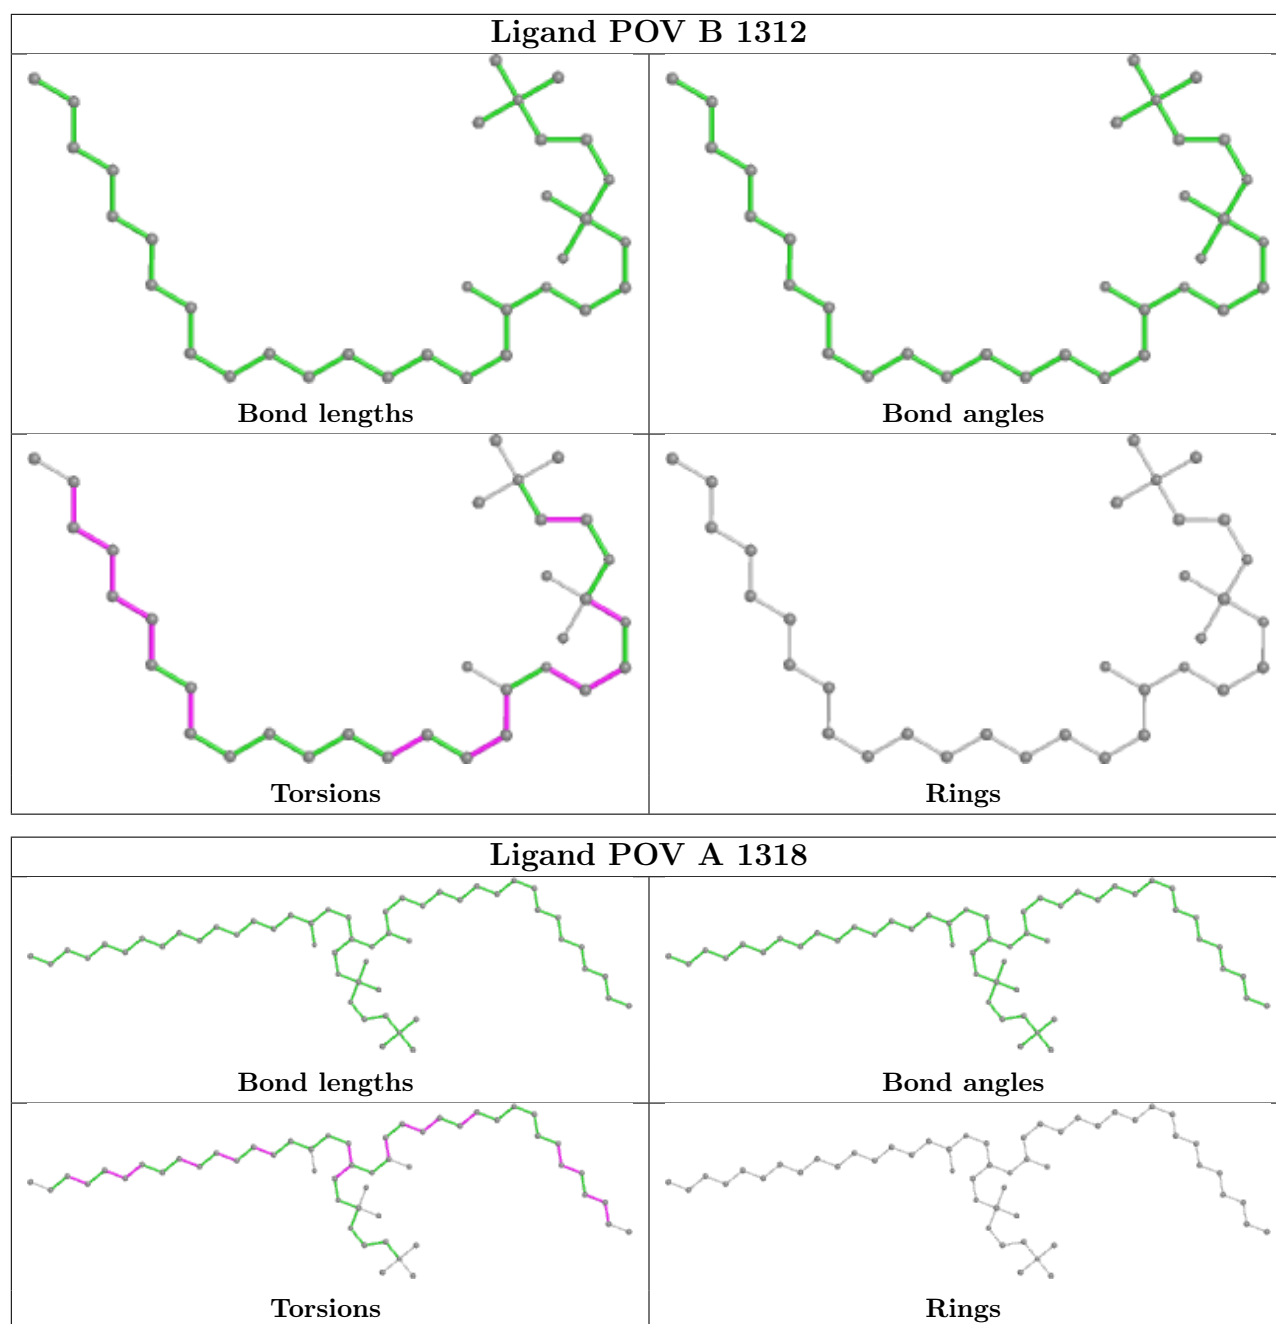 Ligand POV B 1312
Bond lengths
Bond angles
Torsions
Rings
Ligand POV A 1318
Bond lengths
Bond angles
Torsions
Rings